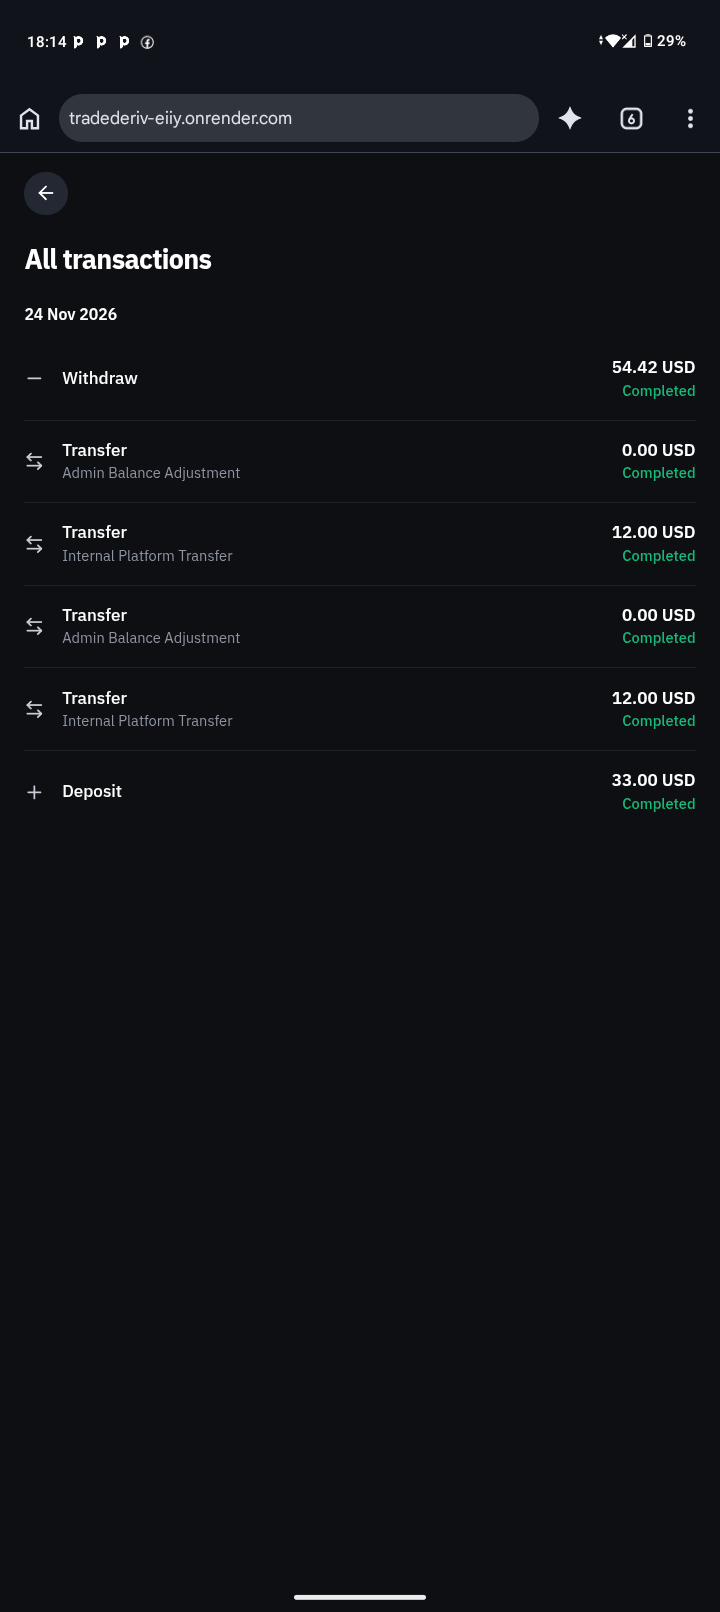 18:14
29%
tradederiv-eiiy.onrender.com
6
All transactions
24 Nov 2026
Withdraw
54.42 USD
Completed
Transfer
Admin Balance Adjustment
0.00 USD
Completed
Transfer
Internal Platform Transfer
12.00 USD
Completed
Transfer
Admin Balance Adjustment
0.00 USD
Completed
Transfer
Internal Platform Transfer
12.00 USD
Completed
Deposit
33.00 USD
Completed